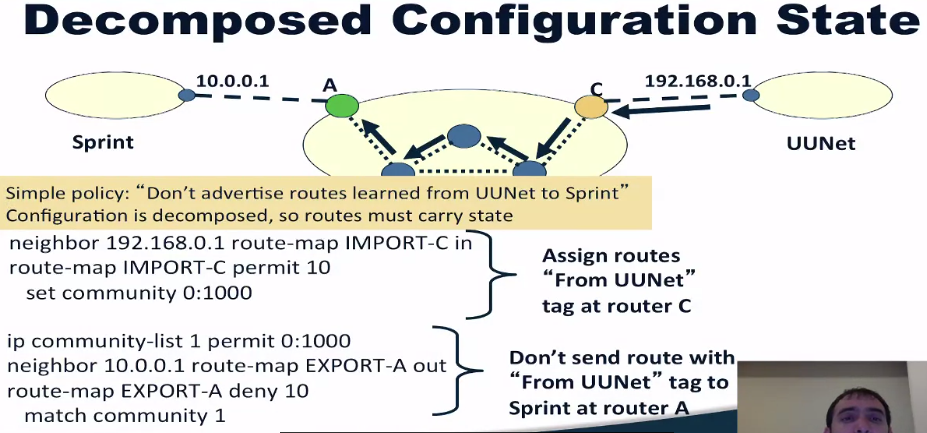 Decomposed Configuration State
10.0.0.1
A
C
192.168.0.1
Sprint
UUNet
Simple policy: “Don’t advertise routes learned from UUNet to Sprint”
Configuration is decomposed, so routes must carry state
neighbor 192.168.0.1 route-map IMPORT-C in
route-map IMPORT-C permit 10
set community 0:1000
Assign routes
“From UUNet”
tag at router C
ip community-list 1 permit 0:1000
neighbor 10.0.0.1 route-map EXPORT-A out
route-map EXPORT-A deny 10
match community 1
Don’t send route with
“From UUNet” tag to
Sprint at router A